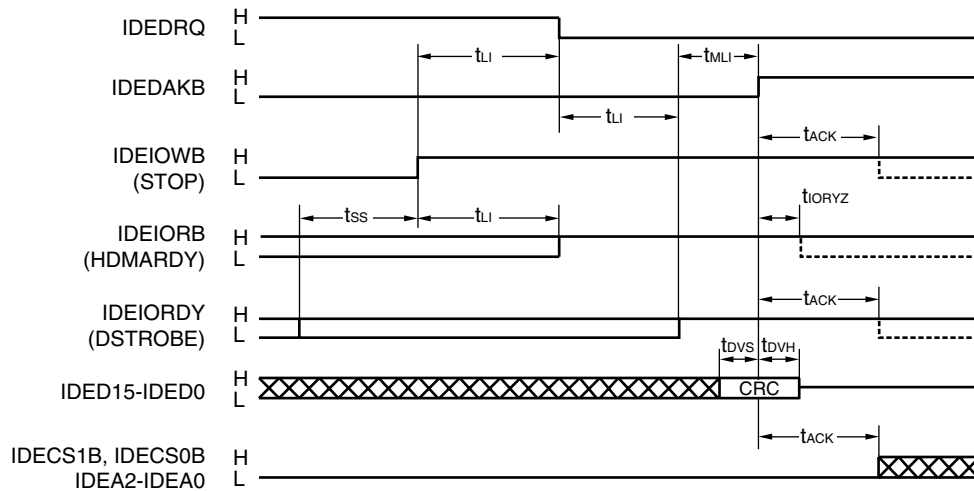 IDEDRQ H
L
tLI tMLI
IDEDAKB H
L
tLI
tACK
IDEIOWB H
(STOP) L
tSS tLI tIORYZ
IDEIORB H
(HDMARDY) L
tACK
IDEIORDY H
(DSTROBE) L
tDVS tDVH
IDED15-IDED0 H
L
CRC
tACK
IDECS1B, IDECS0B H
IDEA2-IDEA0 L